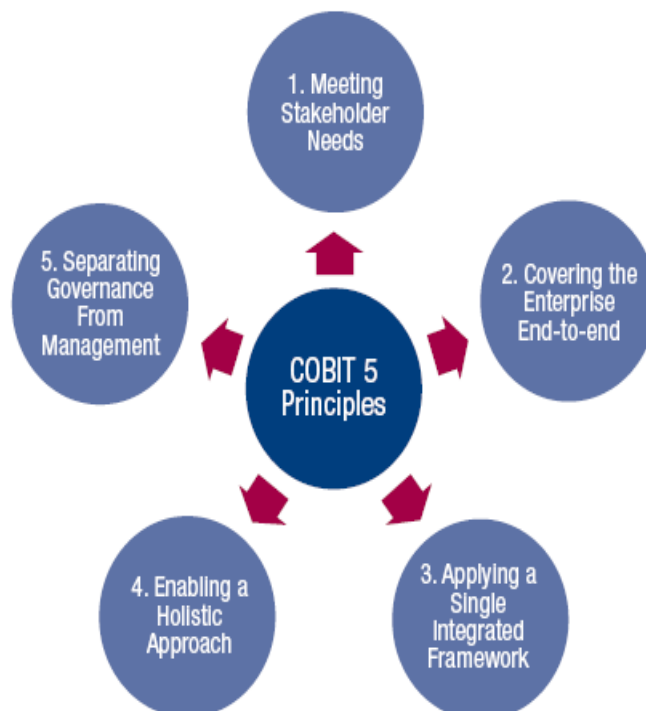 1. Meeting
Stakeholder
Needs
5. Separating
Governance
From
Management
2. Covering the
Enterprise
End-to-end
COBIT 5
Principles
4. Enabling a
Holistic
Approach
3. Applying a
Single
Integrated
Framework